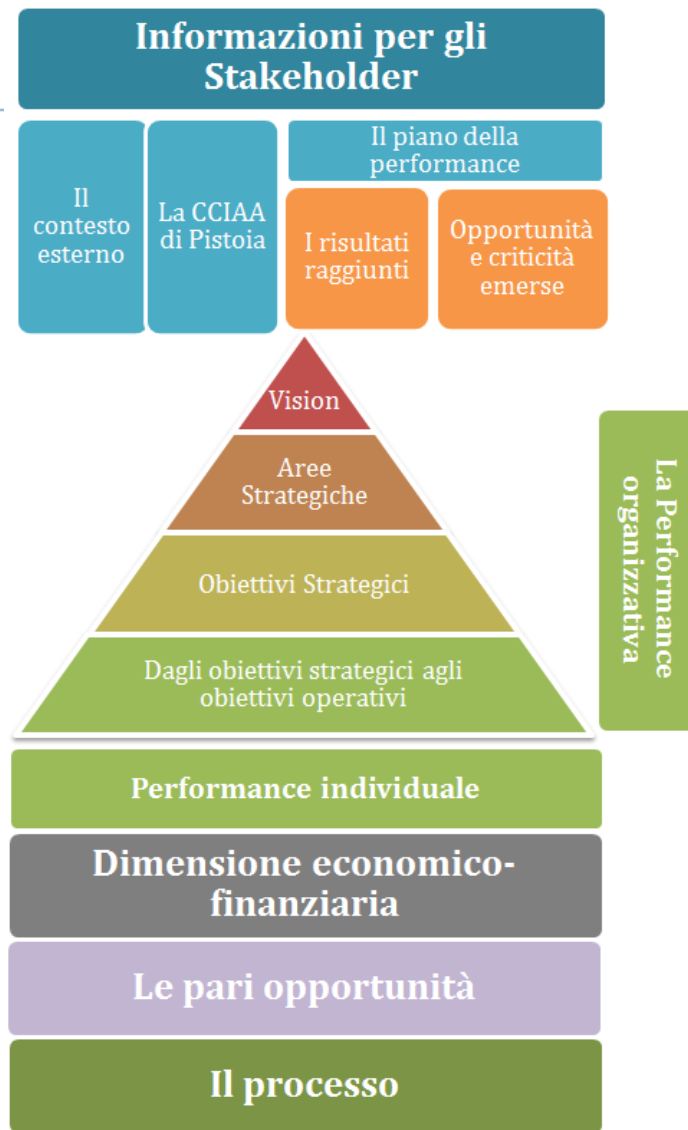 Informazioni per gli
Stakeholder
Il
contesto
esterno
La CCIAA
di Pistoia
Il piano della
performance
I risultati
raggiunti
Opportunità
e criticità
emerse
Vision
Aree
Strategiche
Obiettivi Strategici
Dagli obiettivi strategici agli
obiettivi operativi
La Performance
organizzativa
Performance individuale
Dimensione economico-
finanziaria
Le pari opportunità
Il processo